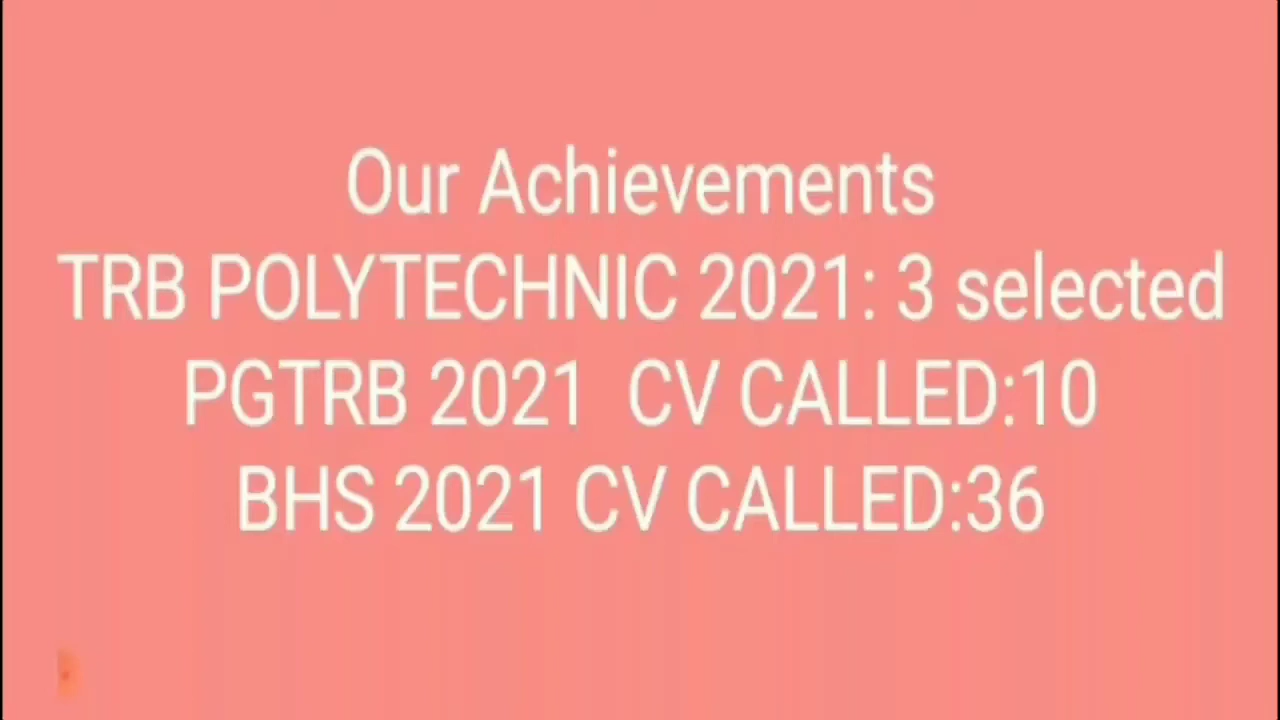 Our Achievements
TRB POLYTECHNIC 2021: 3 selected
PGTRB 2021  CV CALLED:10
BHS 2021 CV CALLED:36